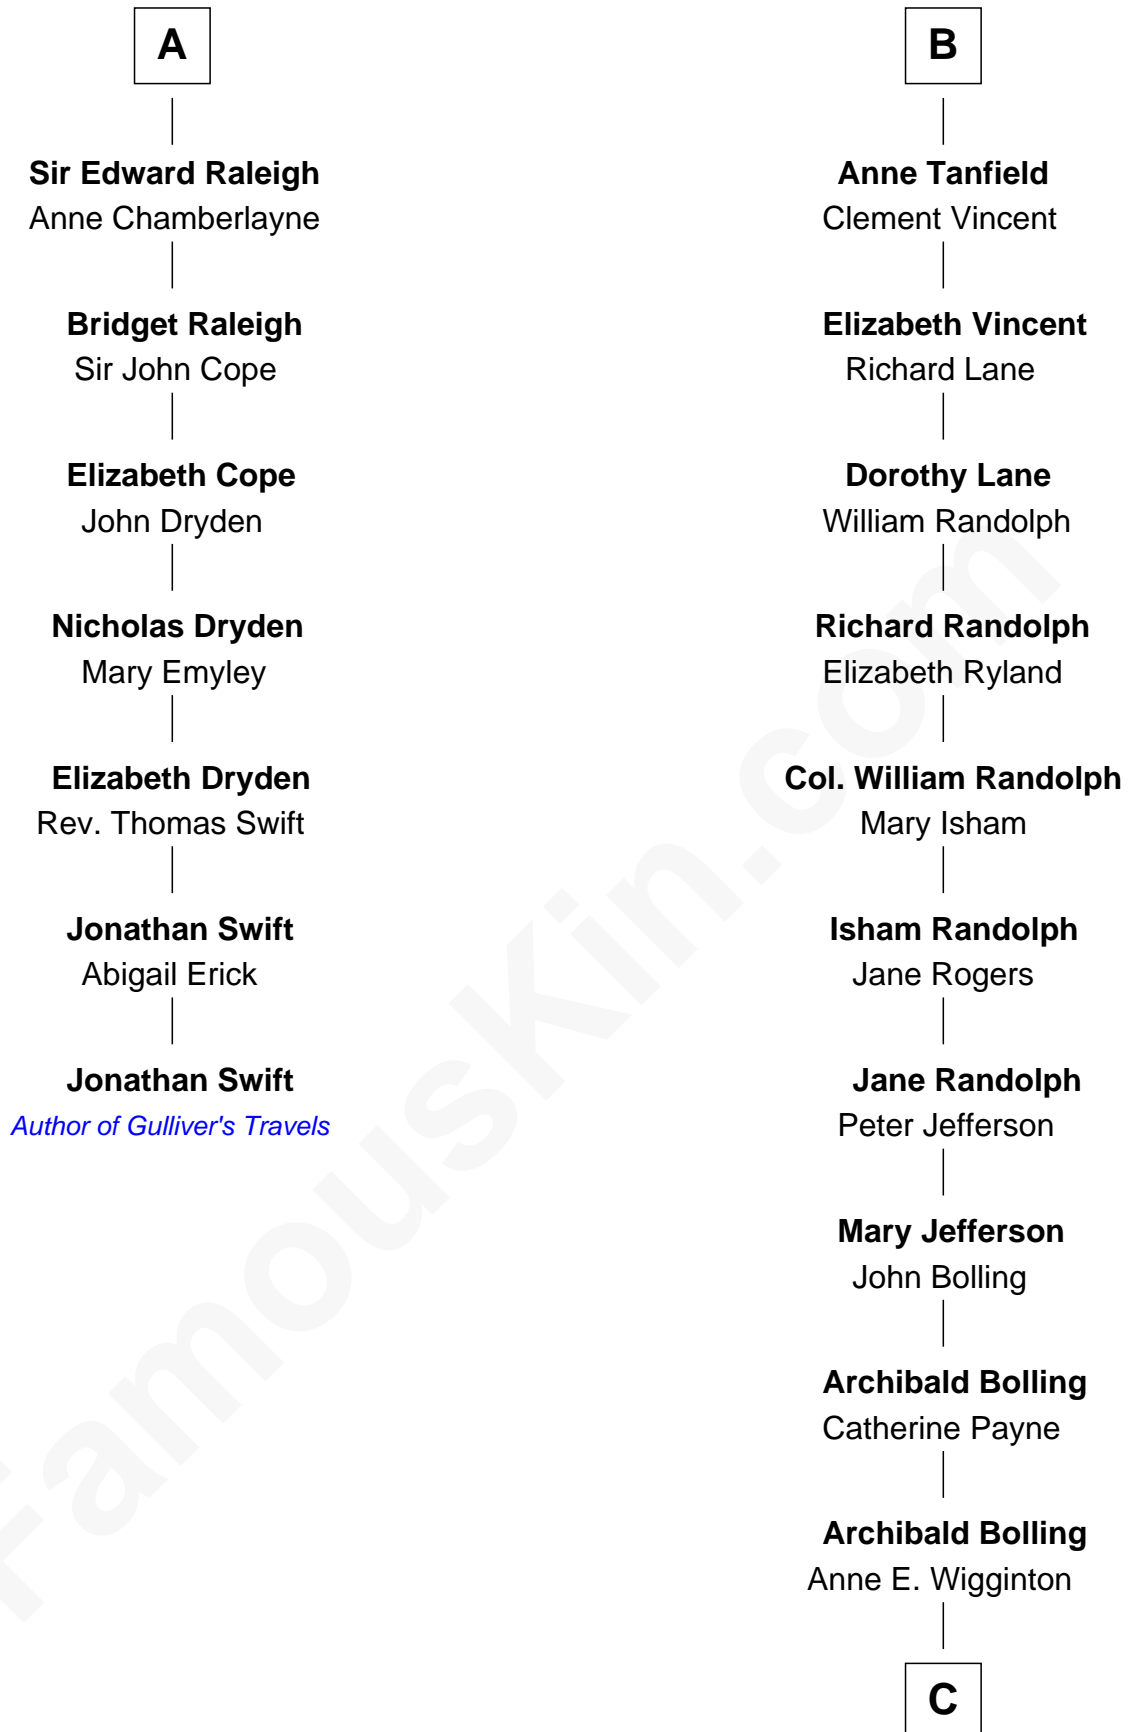 A
Sir Edward Raleigh
Anne Chamberlayne
Bridget Raleigh
Sir John Cope
Elizabeth Cope
John Dryden
Nicholas Dryden
Mary Emyley
Elizabeth Dryden
Rev. Thomas Swift
Jonathan Swift
Abigail Erick
Jonathan Swift
Author of Gulliver's Travels
B
Anne Tanfield
Clement Vincent
Elizabeth Vincent
Richard Lane
Dorothy Lane
William Randolph
Richard Randolph
Elizabeth Ryland
Col. William Randolph
Mary Isham
Isham Randolph
Jane Rogers
Jane Randolph
Peter Jefferson
Mary Jefferson
John Bolling
Archibald Bolling
Catherine Payne
Archibald Bolling
Anne E. Wigginton
C
FamousKin.com